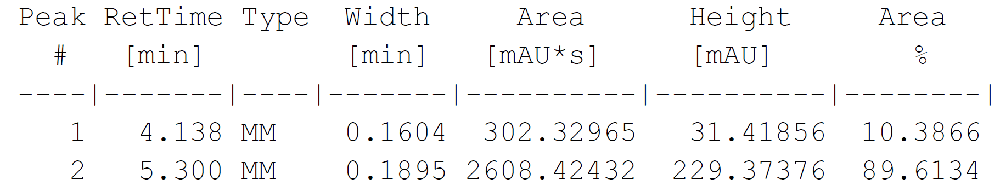 Peak RetTime Type  Width     Area      Height     Area
  #   [min]        [min]   [mAU*s]     [mAU]        %
----|-------|----|-------|----------|----------|--------|
   1   4.138 MM    0.1604  302.32965   31.41856  10.3866
   2   5.300 MM    0.1895 2608.42432  229.37376  89.6134